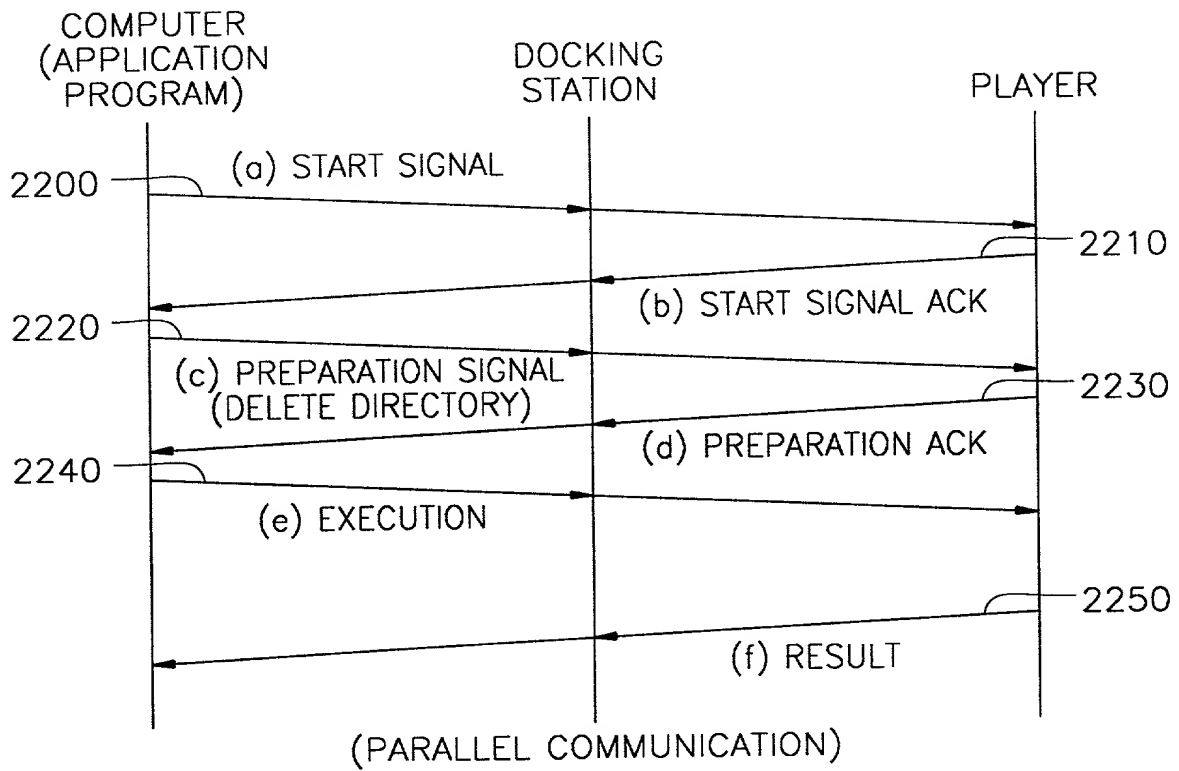 COMPUTER
(APPLICATION
PROGRAM)
DOCKING
STATION
PLAYER
2200
(a) START SIGNAL
2210
(b) START SIGNAL ACK
2220
(c) PREPARATION SIGNAL
(DELETE DIRECTORY)
2230
(d) PREPARATION ACK
2240
(e) EXECUTION
2250
(f) RESULT
(PARALLEL COMMUNICATION)